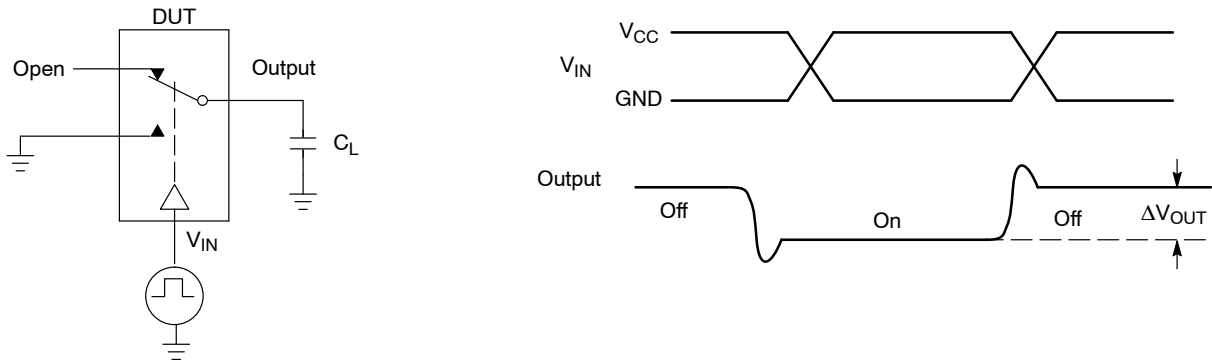 DUT
Open
Output
C_L
V_IN
V_CC
V_IN
GND
Output
Off
On
Off
ΔV_OUT